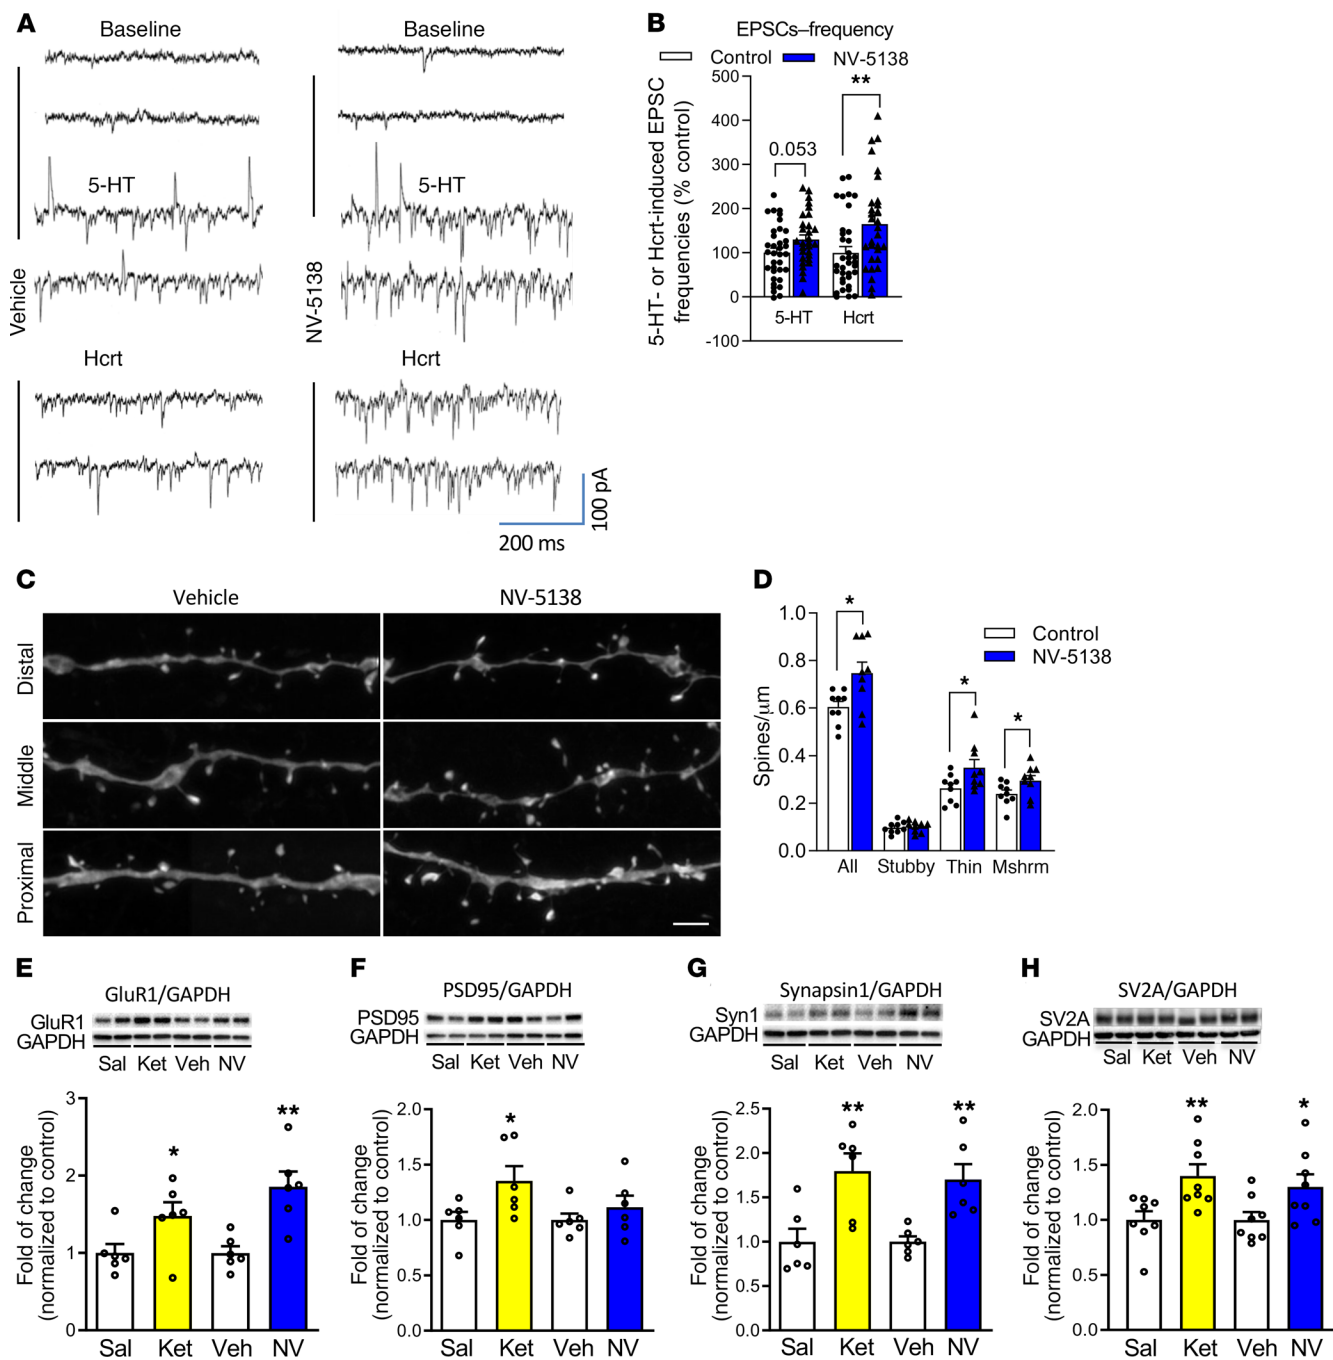 A
Baseline
Baseline
Vehicle
5-HT
NV-5138
5-HT
Hcrt
Hcrt
100 pA
200 ms
B
EPSCs–frequency
Control
NV-5138
5-HT- or Hcrt-induced EPSC
frequencies (% control)
500
400
300
200
100
0
-100
0.053
**
5-HT
Hcrt
C
Vehicle
NV-5138
Distal
Middle
Proximal
D
Spines/μm
1.0
0.8
0.6
0.4
0.2
0.0
*
*
*
Control
NV-5138
All
Stubby
Thin
Mshrm
E
GluR1/GAPDH
GluR1
GAPDH
Sal Ket Veh NV
Fold of change
(normalized to control)
3
2
1
0
*
**
Sal Ket Veh NV
F
PSD95/GAPDH
PSD95
GAPDH
Sal Ket Veh NV
Fold of change
(normalized to control)
2.0
1.5
1.0
0.5
0.0
*
Sal Ket Veh NV
G
Synapsin1/GAPDH
Syn1
GAPDH
Sal Ket Veh NV
Fold of change
(normalized to control)
2.5
2.0
1.5
1.0
0.5
0.0
**
**
Sal Ket Veh NV
H
SV2A/GAPDH
SV2A
GAPDH
Sal Ket Veh NV
Fold of change
(normalized to control)
2.0
1.5
1.0
0.5
0.0
**
*
Sal Ket Veh NV